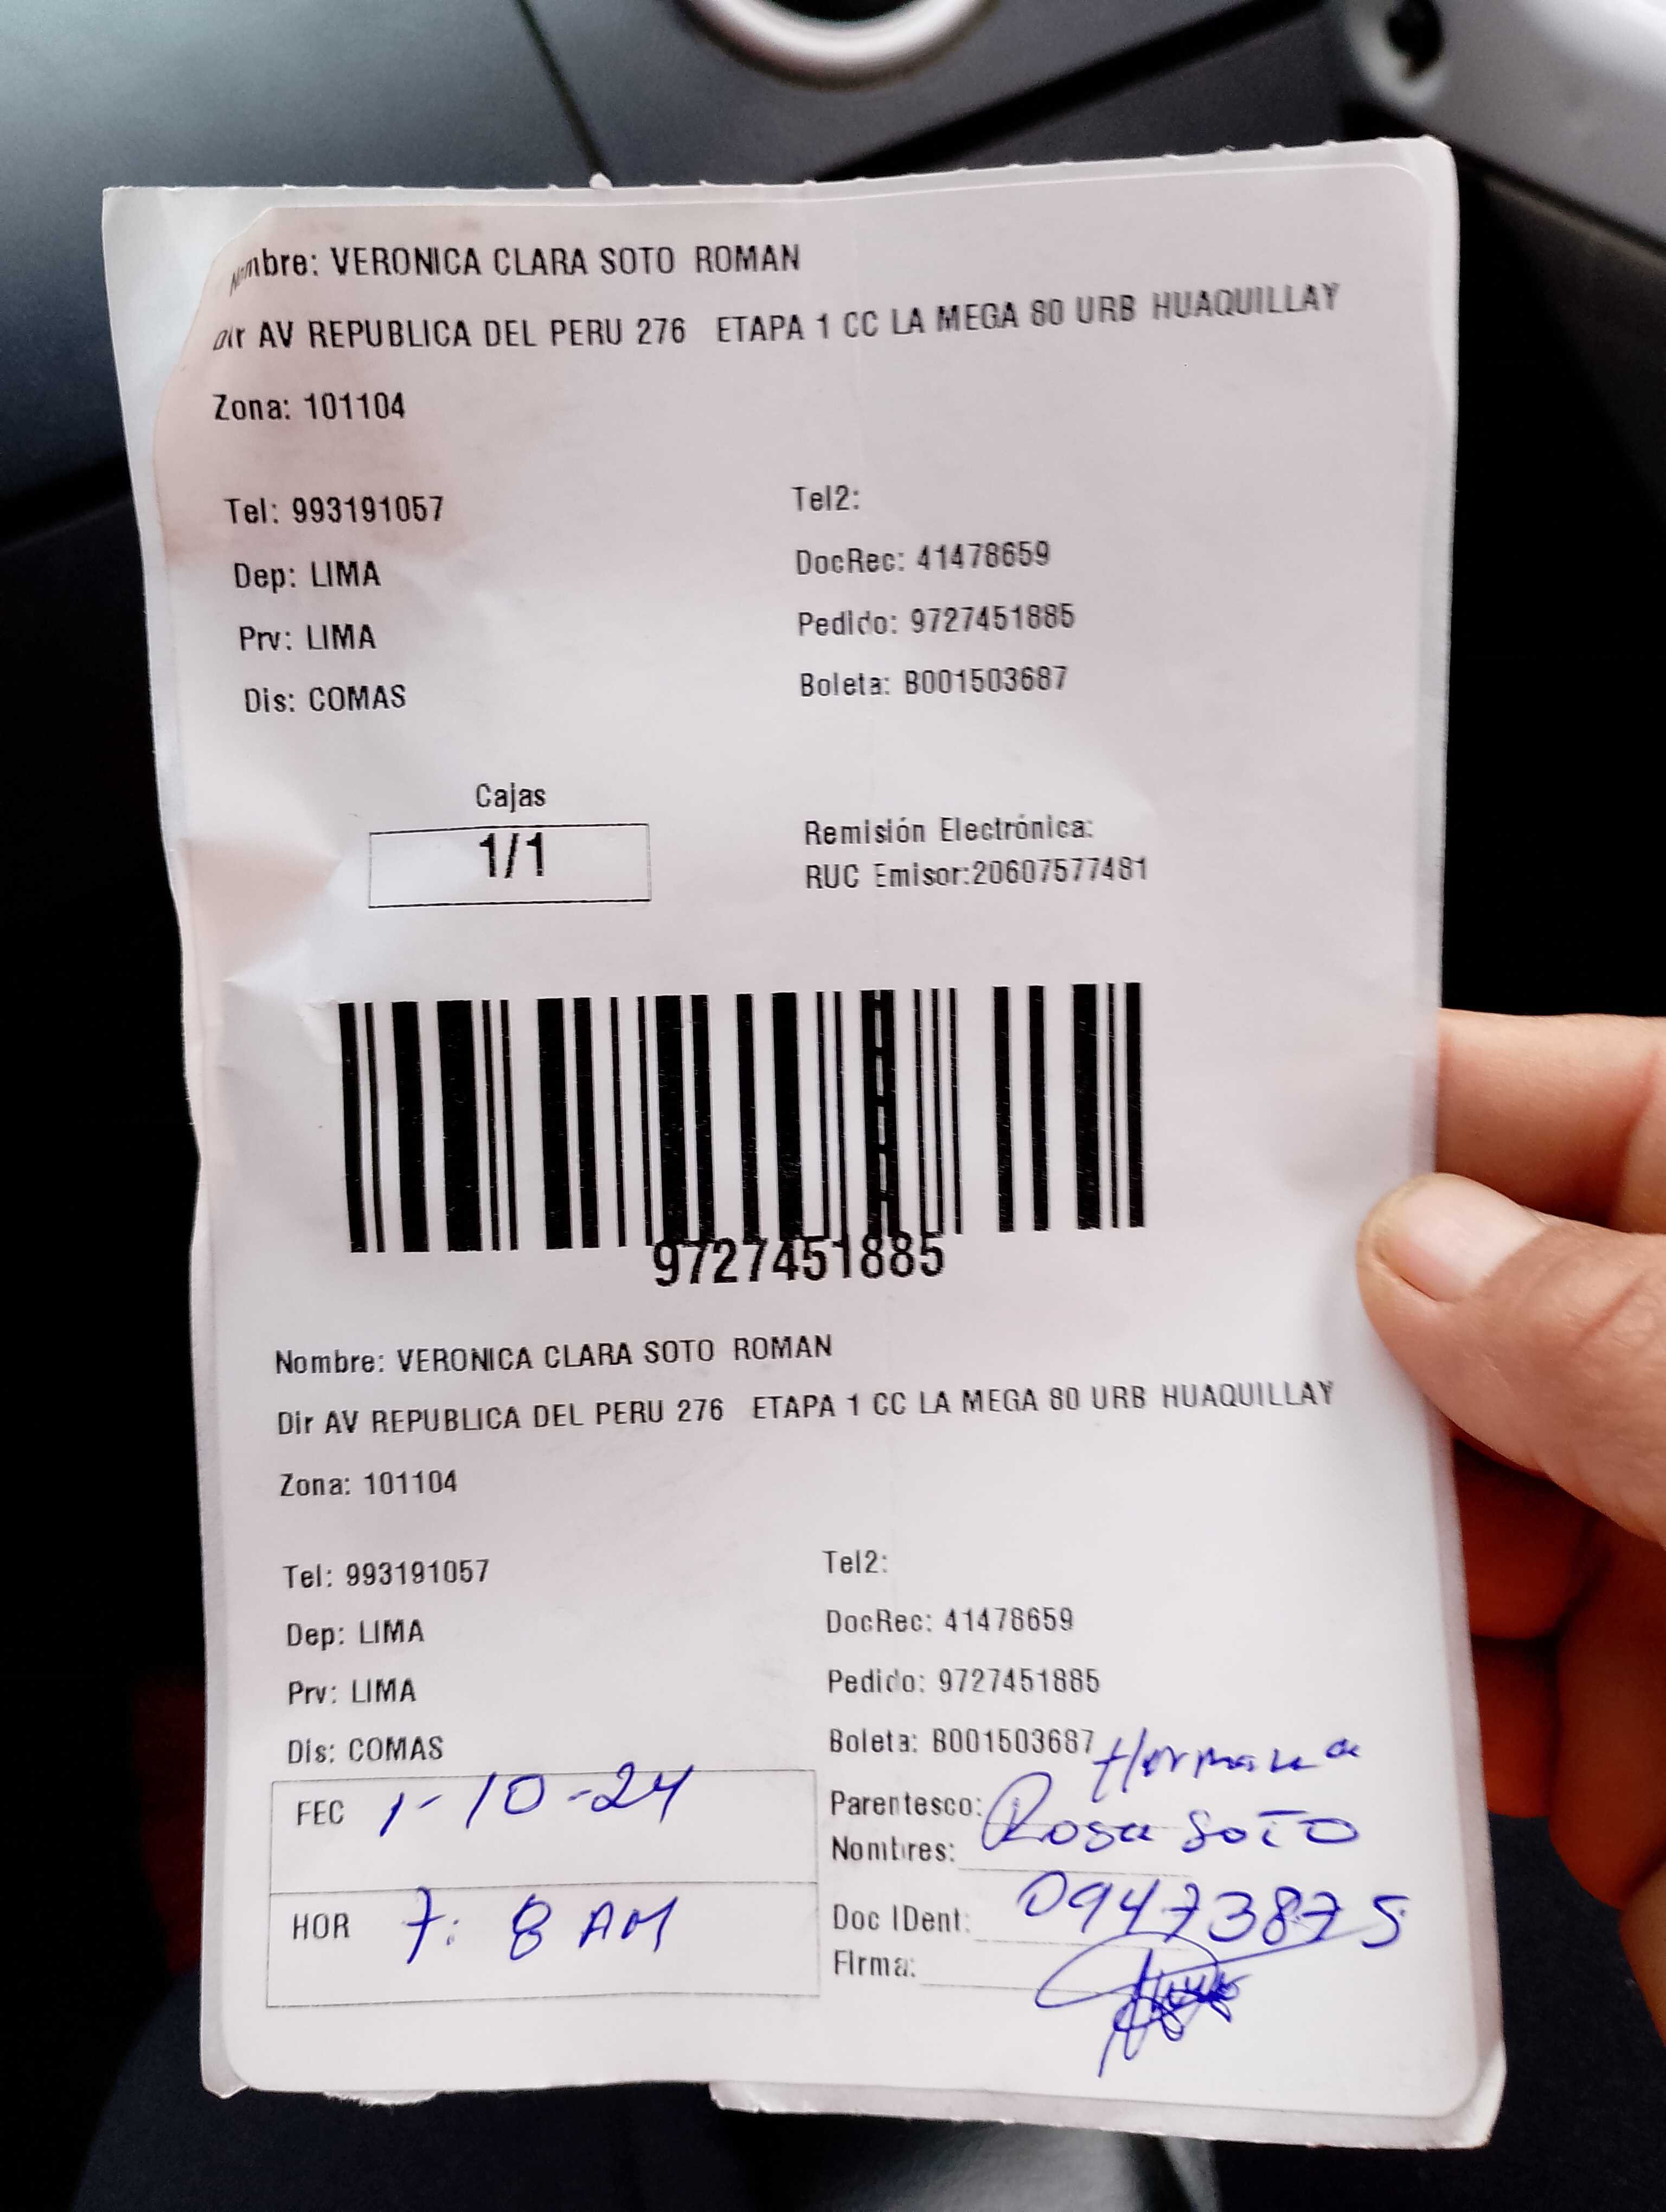 Nombre: VERONICA CLARA SOTO ROMAN
Dir AV REPUBLICA DEL PERU 276 ETAPA 1 CC LA MEGA 80 URB HUAQUILLAY
Zona: 101104
Tel: 993191057 Tel2:
Dep: LIMA DocRec: 41478659
Prv: LIMA Pedido: 9727451885
Dis: COMAS Boleta: B001503687
Cajas
1/1
Remisión Electrónica:
RUC Emisor:20607577481
9727451885
Nombre: VERONICA CLARA SOTO ROMAN
Dir AV REPUBLICA DEL PERU 276 ETAPA 1 CC LA MEGA 80 URB HUAQUILLAY
Zona: 101104
Tel: 993191057 Tel2:
Dep: LIMA DocRec: 41478659
Prv: LIMA Pedido: 9727451885
Dis: COMAS Boleta: B001503687
FEC 1-10-24
Parentesco: Hermana
Nombres: Rosa SOTO
HOR 7: 8 AM
Doc IDent: 09473875
Firma: